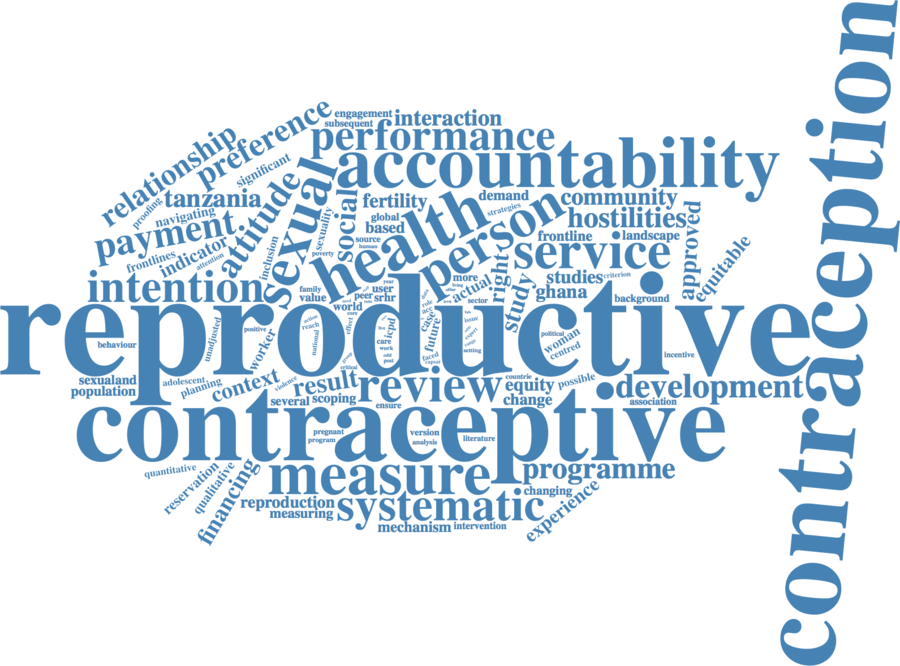 engagement
subsequent
interaction
relationship
preference
performance
accountability
significant
proofing
tanzania
navigating
payment
attitude
sexual
sexuality
social
fertility
global
based
source
human
poverty
demand
strategies
community
hostilities
health
person
frontline
landscape
service
approved
equitable
frontlines
indicator
attention
inclusion
intention
right
more
actual
study
studies
criterion
ghana
background
sector
family
value
year
user
peer
srhr
world
reproductive
contraception
behaviour
unadjusted
positive
worker
action
reach
national
effect
icpd
care
work
odd
post
case
future
role
faced
issue
setting
political
woman
centred
incentive
sexualand
population
adolescent
planning
context
violence
result
critical
several
scoping
review
ensure
countrie
equity
change
possible
development
association
contraceptive
pregnant
program
version
analysis
literature
quantitative
reservation
qualitative
financing
measure
programme
reproduction
measuring
systematic
changing
experience
mechanism
intervention